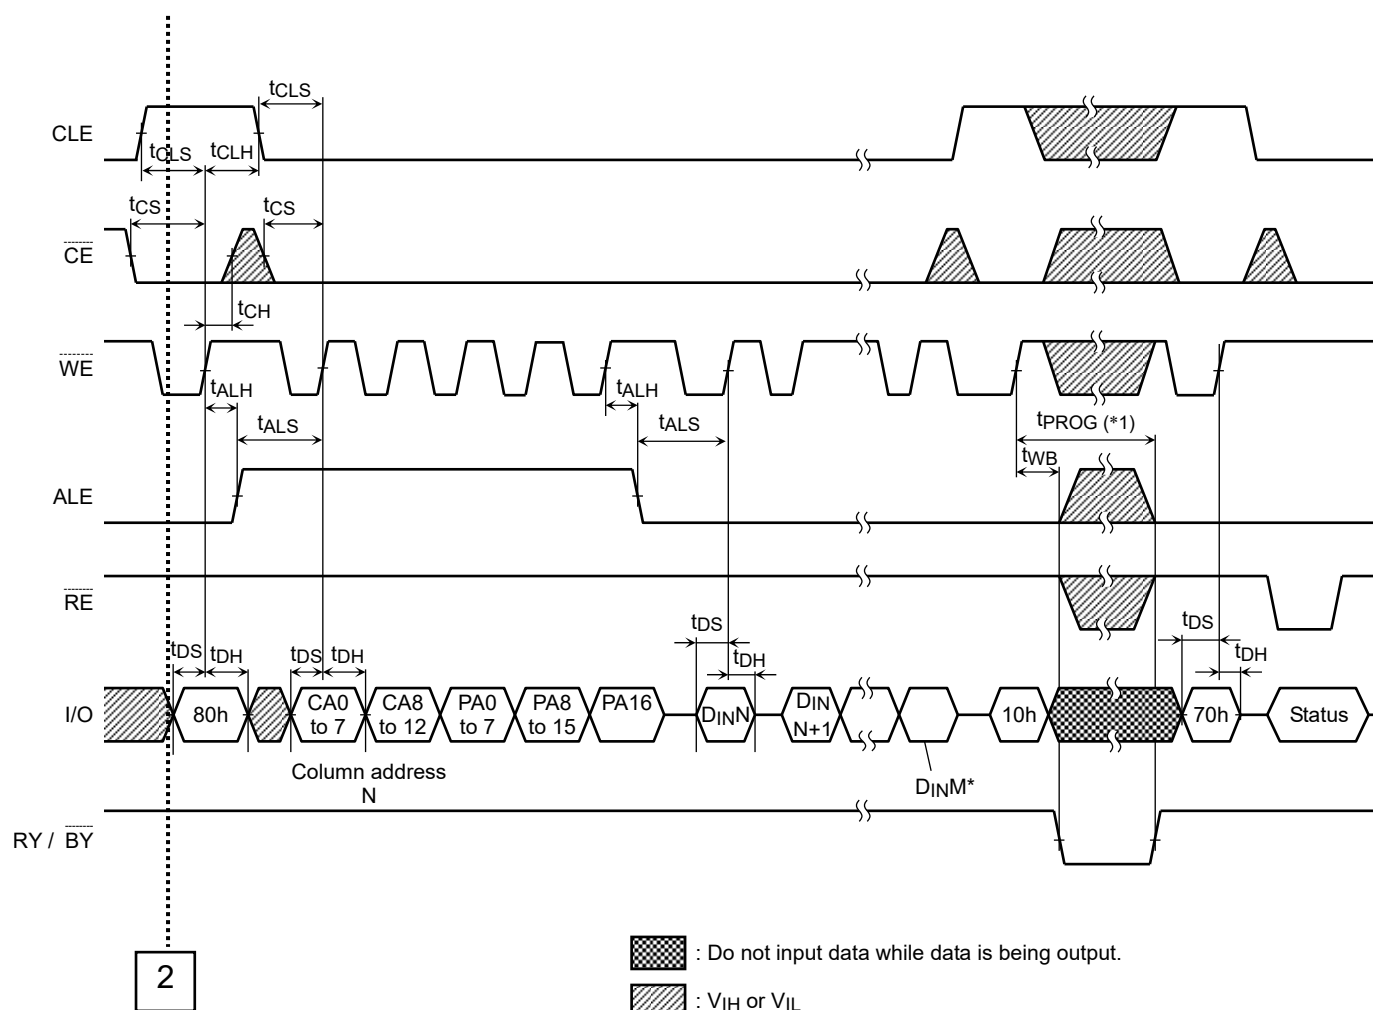 tCLS
CLE
tCLS
tCLH
tCS
tCS
CE
tCH
WE
tALH
tALH
tALS
tALS
tPROG (*1)
tWB
ALE
RE
tDS
tDS
tDS
tDH
tDS
tDH
tDH
tDH
I/O
80h
CA0
to 7
CA8
to 12
PA0
to 7
PA8
to 15
PA16
DINN
DIN
N+1
10h
70h
Status
Column address
N
DINM*
RY / BY
2
: Do not input data while data is being output.
: VIH or VIL